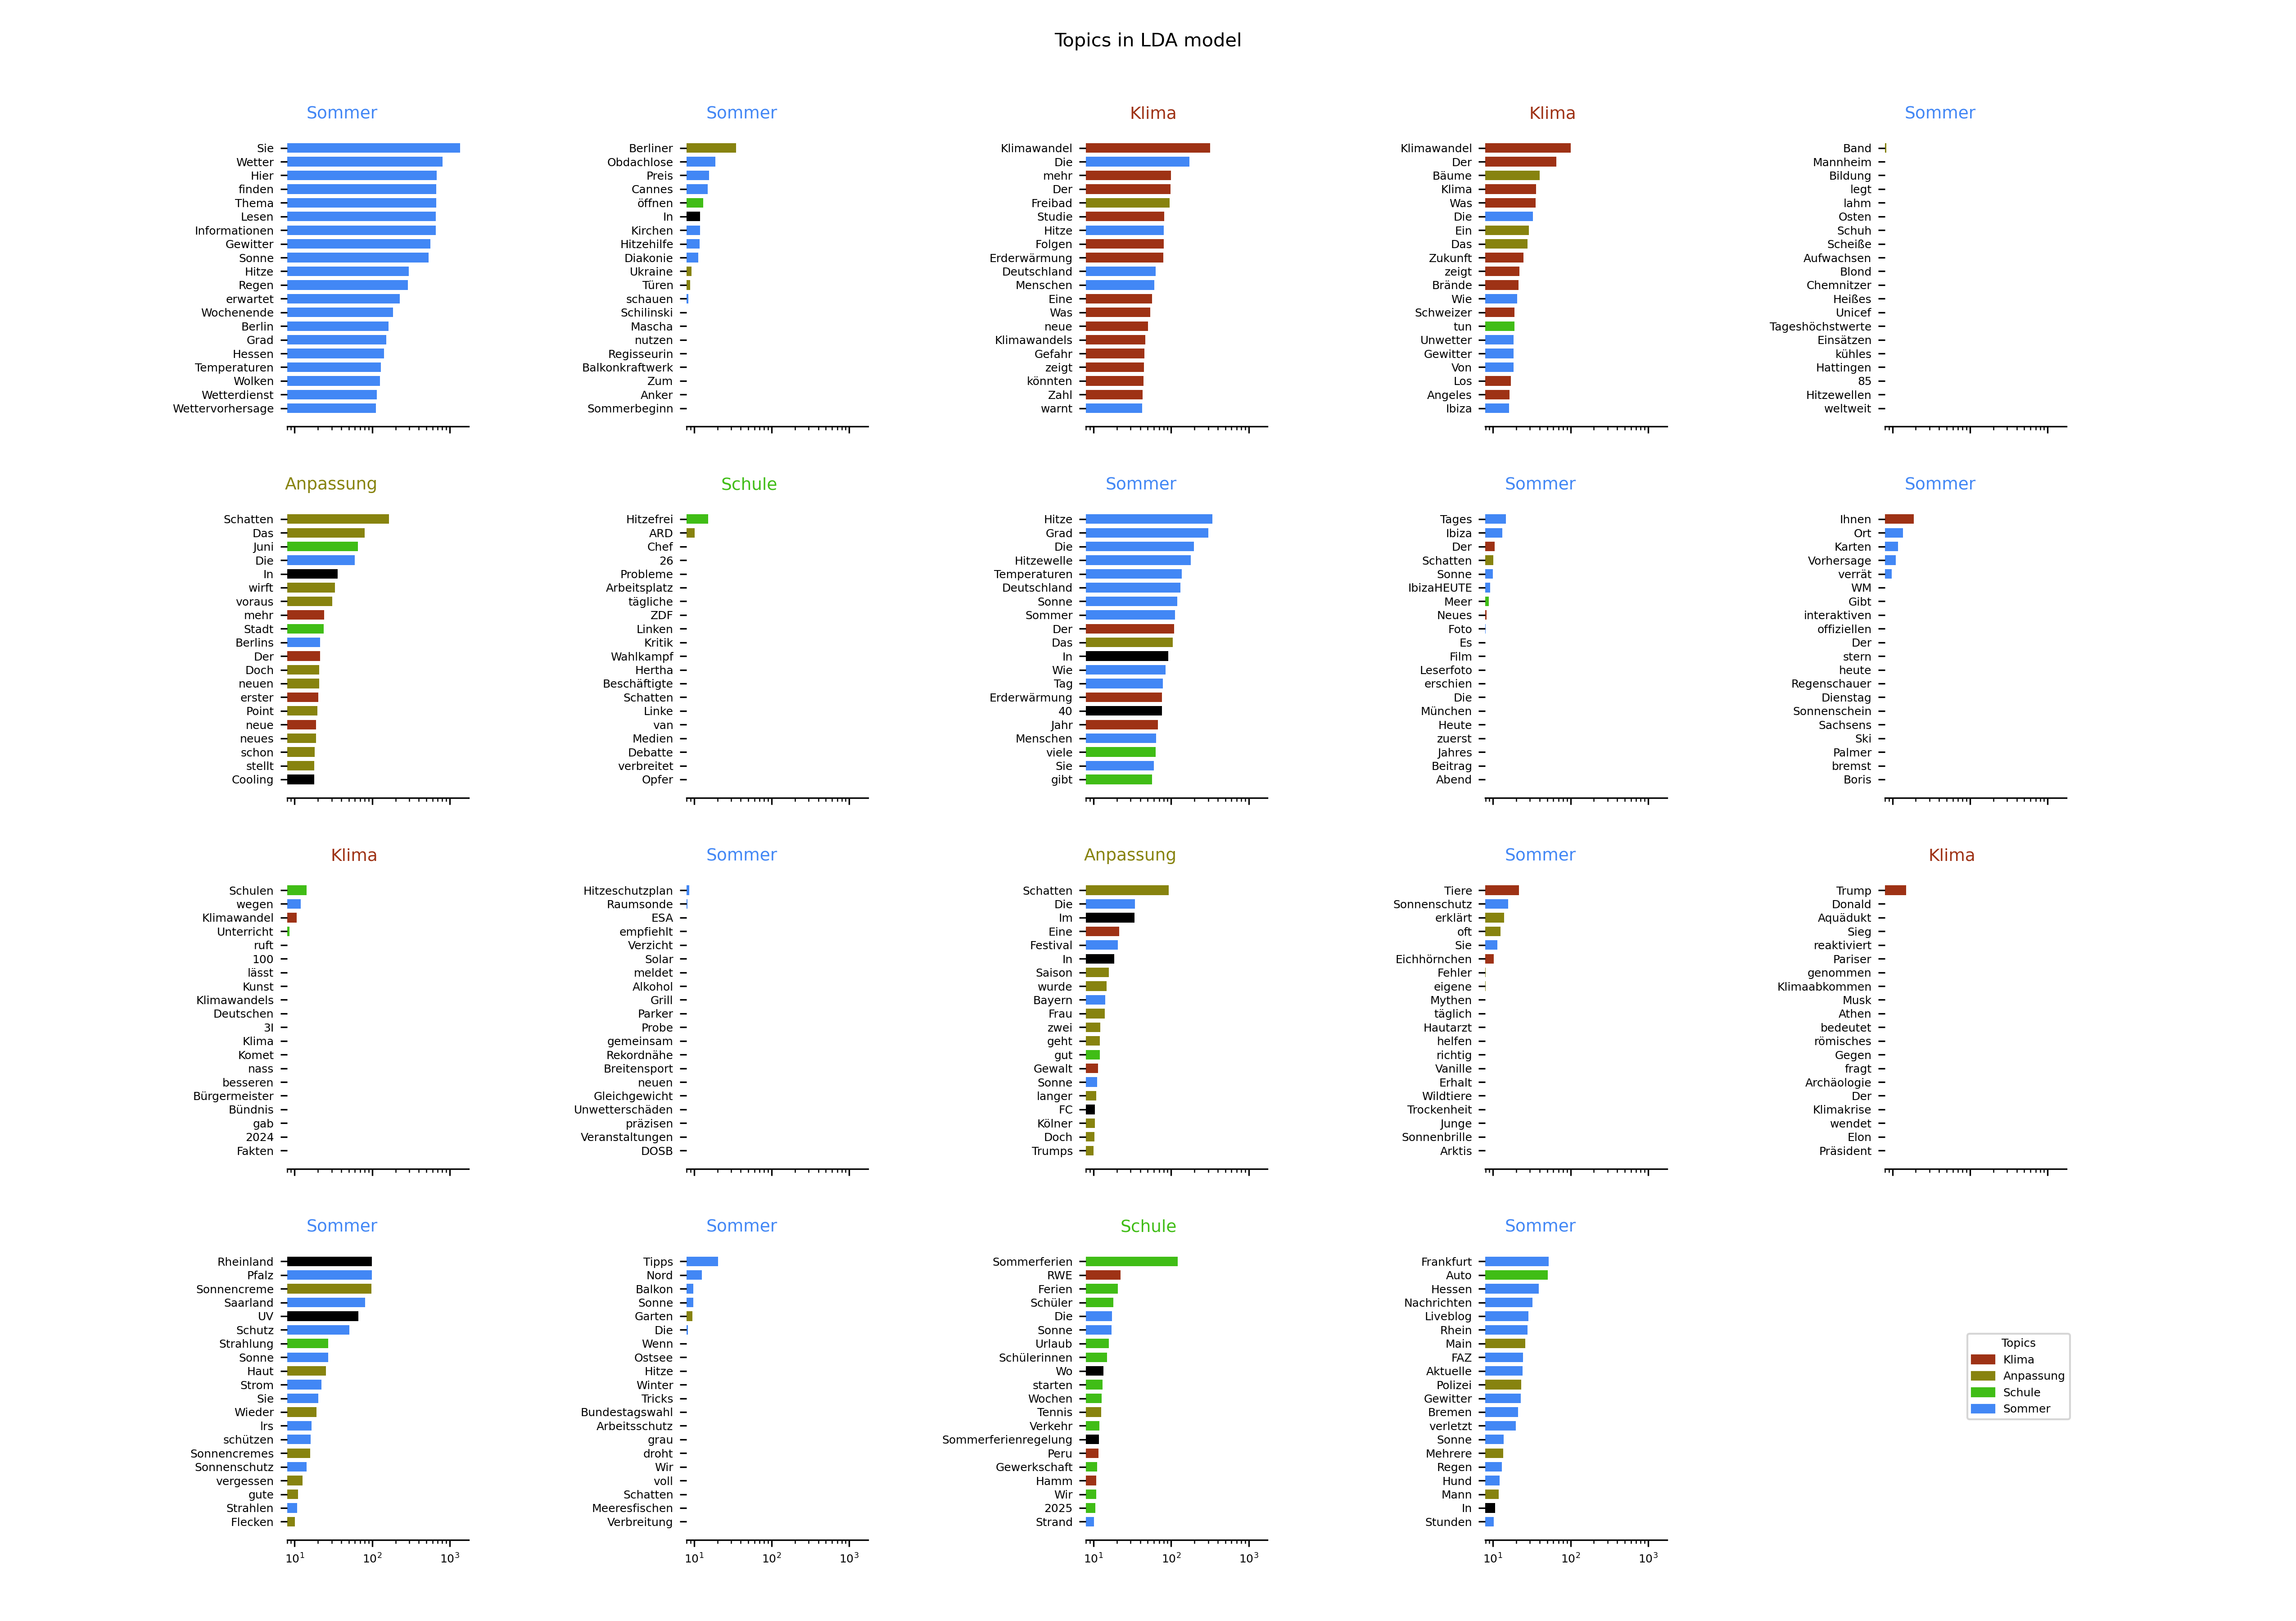 Topics in LDA model
Sommer
Sie
Wetter
Hier
finden
Thema
Lesen
Informationen
Gewitter
Sonne
Hitze
Regen
erwartet
Wochenende
Berlin
Grad
Hessen
Temperaturen
Wolken
Wetterdienst
Wettervorhersage
Sommer
Berliner
Obdachlose
Preis
Cannes
öffnen
In
Kirchen
Hitzehilfe
Diakonie
Ukraine
Türen
schauen
Schilinski
Mascha
nutzen
Regisseurin
Balkonkraftwerk
Zum
Anker
Sommerbeginn
Klima
Klimawandel
Die
mehr
Der
Freibad
Studie
Hitze
Folgen
Erderwärmung
Deutschland
Menschen
Eine
Was
neue
Klimawandels
Gefahr
zeigt
könnten
Zahl
warnt
Klima
Klimawandel
Der
Bäume
Klima
Was
Die
Ein
Das
Zukunft
zeigt
Brände
Wie
Schweizer
tun
Unwetter
Gewitter
Von
Los
Angeles
Ibiza
Sommer
Band
Mannheim
Bildung
legt
lahm
Osten
Schuh
Scheiße
Aufwachsen
Blond
Chemnitzer
Heißes
Unicef
Tageshöchstwerte
Einsätzen
kühles
Hattingen
85
Hitzewellen
weltweit
Anpassung
Schatten
Das
Juni
Die
In
wirft
voraus
mehr
Stadt
Berlins
Der
Doch
neuen
erster
Point
neue
neues
schon
stellt
Cooling
Schule
Hitzefrei
ARD
Chef
26
Probleme
Arbeitsplatz
tägliche
ZDF
Linken
Kritik
Wahlkampf
Hertha
Beschäftigte
Schatten
Linke
van
Medien
Debatte
verbreitet
Opfer
Sommer
Hitze
Grad
Die
Hitzewelle
Temperaturen
Deutschland
Sonne
Sommer
Der
Das
In
Wie
Tag
Erderwärmung
40
Jahr
Menschen
viele
Sie
gibt
Sommer
Tages
Ibiza
Der
Schatten
Sonne
IbizaHEUTE
Meer
Neues
Foto
Es
Film
Leserfoto
erschien
Die
München
Heute
zuerst
Jahres
Beitrag
Abend
Sommer
Ihnen
Ort
Karten
Vorhersage
verrät
WM
Gibt
interaktiven
offiziellen
Der
stern
heute
Regenschauer
Dienstag
Sonnenschein
Sachsens
Ski
Palmer
bremst
Boris
Klima
Schulen
wegen
Klimawandel
Unterricht
ruft
100
lässt
Kunst
Klimawandels
Deutschen
3I
Klima
Komet
nass
besseren
Bürgermeister
Bündnis
gab
2024
Fakten
Sommer
Hitzeschutzplan
Raumsonde
ESA
empfiehlt
Verzicht
Solar
meldet
Alkohol
Grill
Parker
Probe
gemeinsam
Rekordnähe
Breitensport
neuen
Gleichgewicht
Unwetterschäden
präzisen
Veranstaltungen
DOSB
Anpassung
Schatten
Die
Im
Eine
Festival
In
Saison
wurde
Bayern
Frau
zwei
geht
gut
Gewalt
Sonne
langer
FC
Kölner
Doch
Trumps
Sommer
Tiere
Sonnenschutz
erklärt
oft
Sie
Eichhörnchen
Fehler
eigene
Mythen
täglich
Hautarzt
helfen
richtig
Vanille
Erhalt
Wildtiere
Trockenheit
Junge
Sonnenbrille
Arktis
Klima
Trump
Donald
Aquädukt
Sieg
reaktiviert
Pariser
genommen
Klimaabkommen
Musk
Athen
bedeutet
römisches
Gegen
fragt
Archäologie
Der
Klimakrise
wendet
Elon
Präsident
Sommer
Rheinland
Pfalz
Sonnencreme
Saarland
UV
Schutz
Strahlung
Sonne
Haut
Strom
Sie
Wieder
lrs
schützen
Sonnencremes
Sonnenschutz
vergessen
gute
Strahlen
Flecken
10¹ 10² 10³
Sommer
Tipps
Nord
Balkon
Sonne
Garten
Die
Wenn
Ostsee
Hitze
Winter
Tricks
Bundestagswahl
Arbeitsschutz
grau
droht
Wir
voll
Schatten
Meeresfischen
Verbreitung
10¹ 10² 10³
Schule
Sommerferien
RWE
Ferien
Schüler
Die
Sonne
Urlaub
Schülerinnen
Wo
starten
Wochen
Tennis
Verkehr
Sommerferienregelung
Peru
Gewerkschaft
Hamm
Wir
2025
Strand
10¹ 10² 10³
Sommer
Frankfurt
Auto
Hessen
Nachrichten
Liveblog
Rhein
Main
FAZ
Aktuelle
Polizei
Gewitter
Bremen
verletzt
Sonne
Mehrere
Regen
Hund
Mann
In
Stunden
10¹ 10² 10³
Topics
Klima
Anpassung
Schule
Sommer